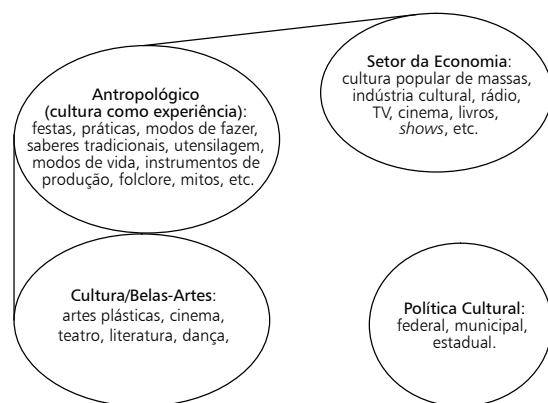 Antropológico
(cultura como experiência):
festas, práticas, modos de fazer,
saberes tradicionais, utensilagem,
modos de vida, instrumentos de
produção, folclore, mitos, etc.
Setor da Economia:
cultura popular de massas,
indústria cultural, rádio,
TV, cinema, livros,
shows, etc.
Cultura/Belas-Artes:
artes plásticas, cinema,
teatro, literatura, dança,
Política Cultural:
federal, municipal,
estadual.